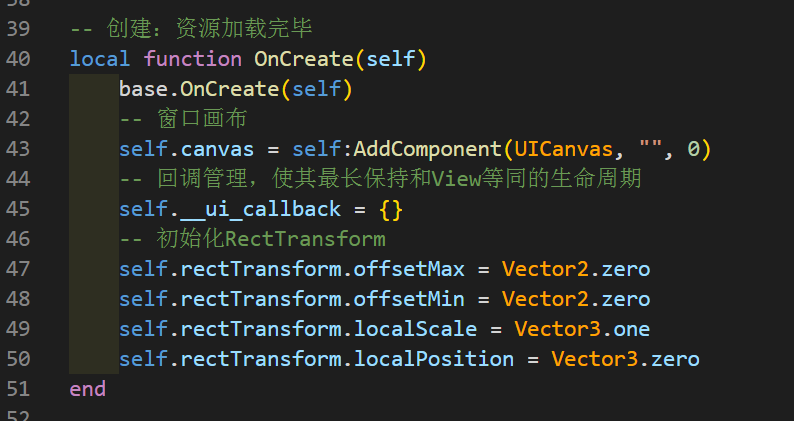 39 -- 创建：资源加载完毕
40 local function OnCreate(self)
41     base.OnCreate(self)
42     -- 窗口画布
43     self.canvas = self:AddComponent(UICanvas, "", 0)
44     -- 回调管理，使其最长保持和View等同的生命周期
45     self.__ui_callback = {}
46     -- 初始化RectTransform
47     self.rectTransform.offsetMax = Vector2.zero
48     self.rectTransform.offsetMin = Vector2.zero
49     self.rectTransform.localScale = Vector3.one
50     self.rectTransform.localPosition = Vector3.zero
51 end